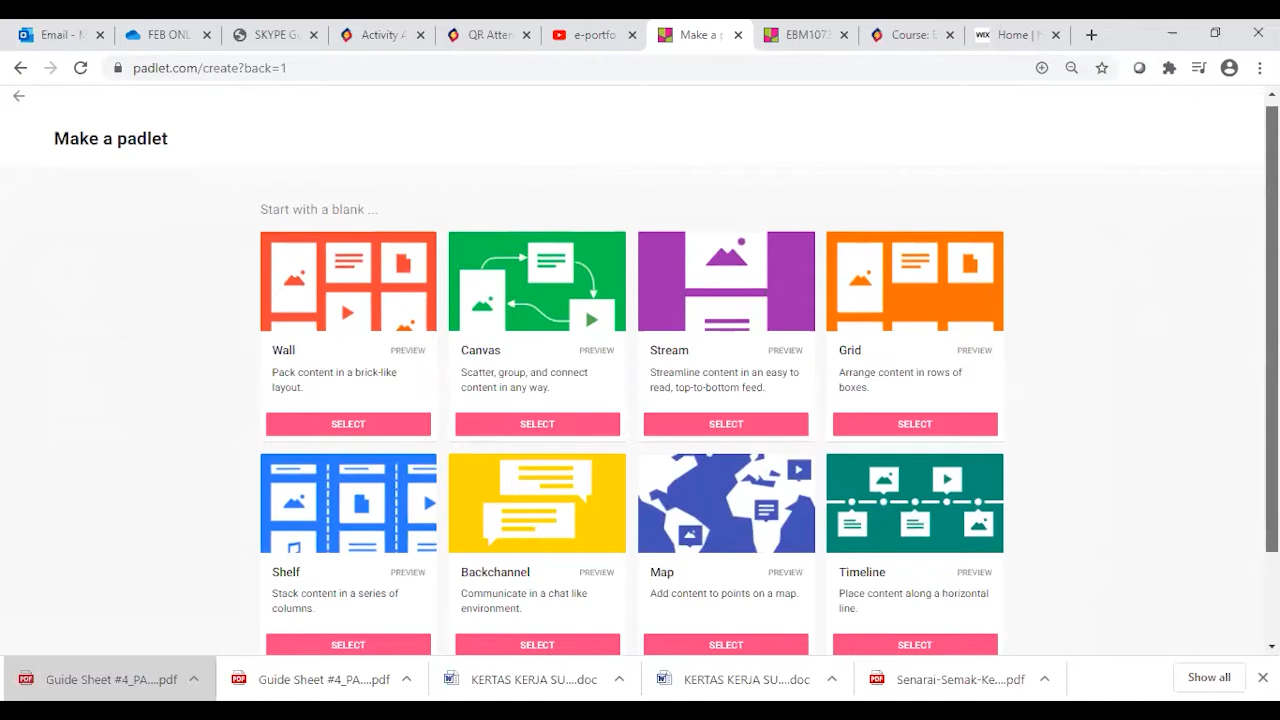 Email –
FEB ONL
SKYPE G
Activity A
QR Atter
e-portfo
Make a p
EBM107
Course: E
WIX Home | H
padlet.com/create?back=1
Make a padlet
Start with a blank ...
Wall PREVIEW
Pack content in a brick-like
layout.
SELECT
Canvas PREVIEW
Scatter, group, and connect
content in any way.
SELECT
Stream PREVIEW
Streamline content in an easy to
read, top-to-bottom feed.
SELECT
Grid PREVIEW
Arrange content in rows of
boxes.
SELECT
Shelf PREVIEW
Stack content in a series of
columns.
SELECT
Backchannel PREVIEW
Communicate in a chat like
environment.
SELECT
Map PREVIEW
Add content to points on a map.
SELECT
Timeline PREVIEW
Place content along a horizontal
line.
SELECT
PDF Guide Sheet #4_PA....pdf
PDF Guide Sheet #4_PA....pdf
KERTAS KERJA SU....doc
KERTAS KERJA SU....doc
PDF Senarai-Semak-Ke....pdf
Show all